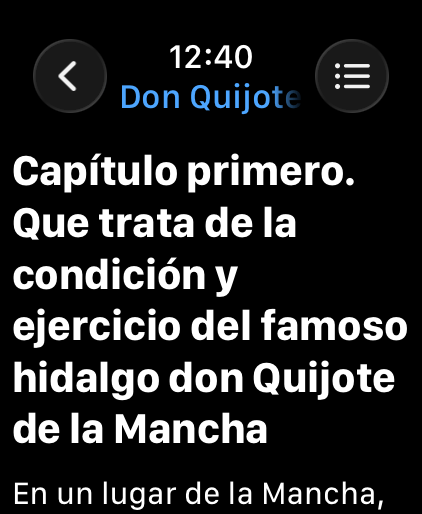 12:40
Don Quijote
Capítulo primero.
Que trata de la
condición y
ejercicio del famoso
hidalgo don Quijote
de la Mancha
En un lugar de la Mancha,